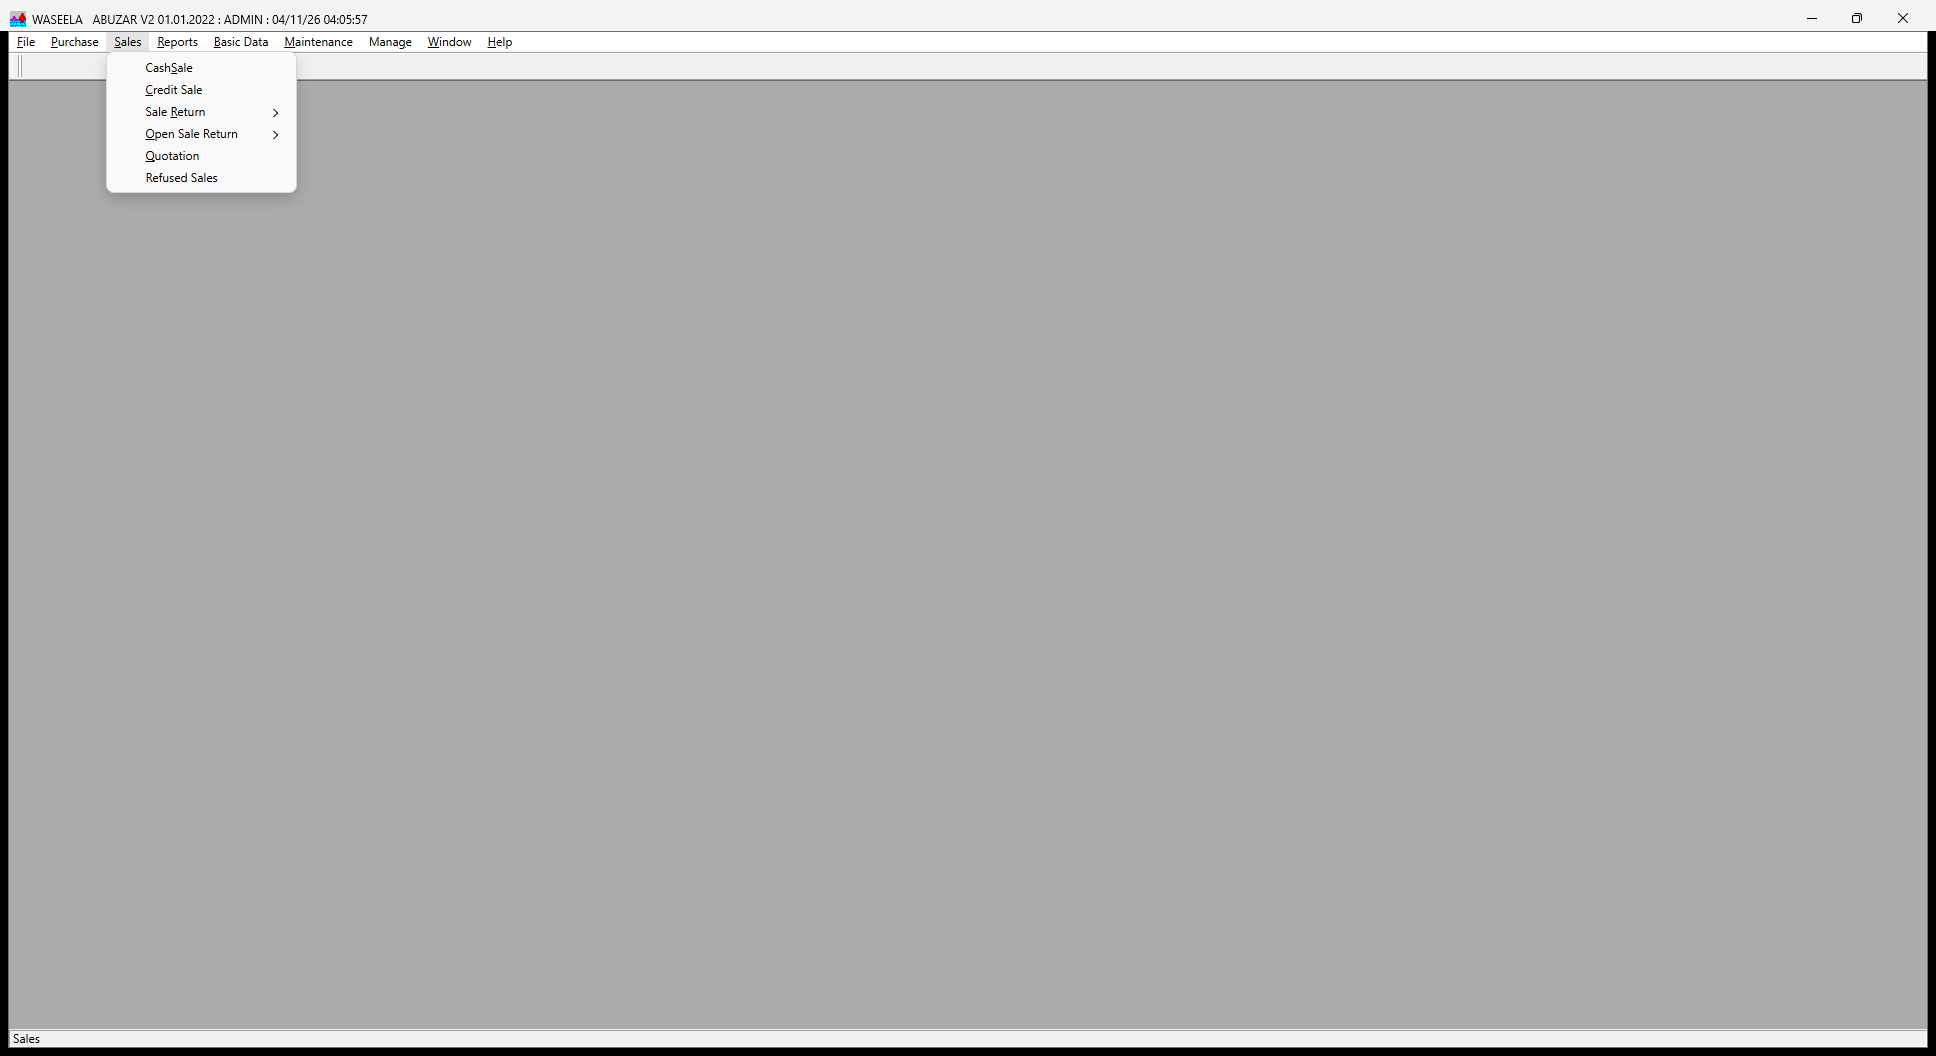 WASEELA ABUZAR V2 01.01.2022 : ADMIN : 04/11/26 04:05:57
File Purchase Sales Reports Basic Data Maintenance Manage Window Help
CashSale
Credit Sale
Sale Return
Open Sale Return
Quotation
Refused Sales
Sales